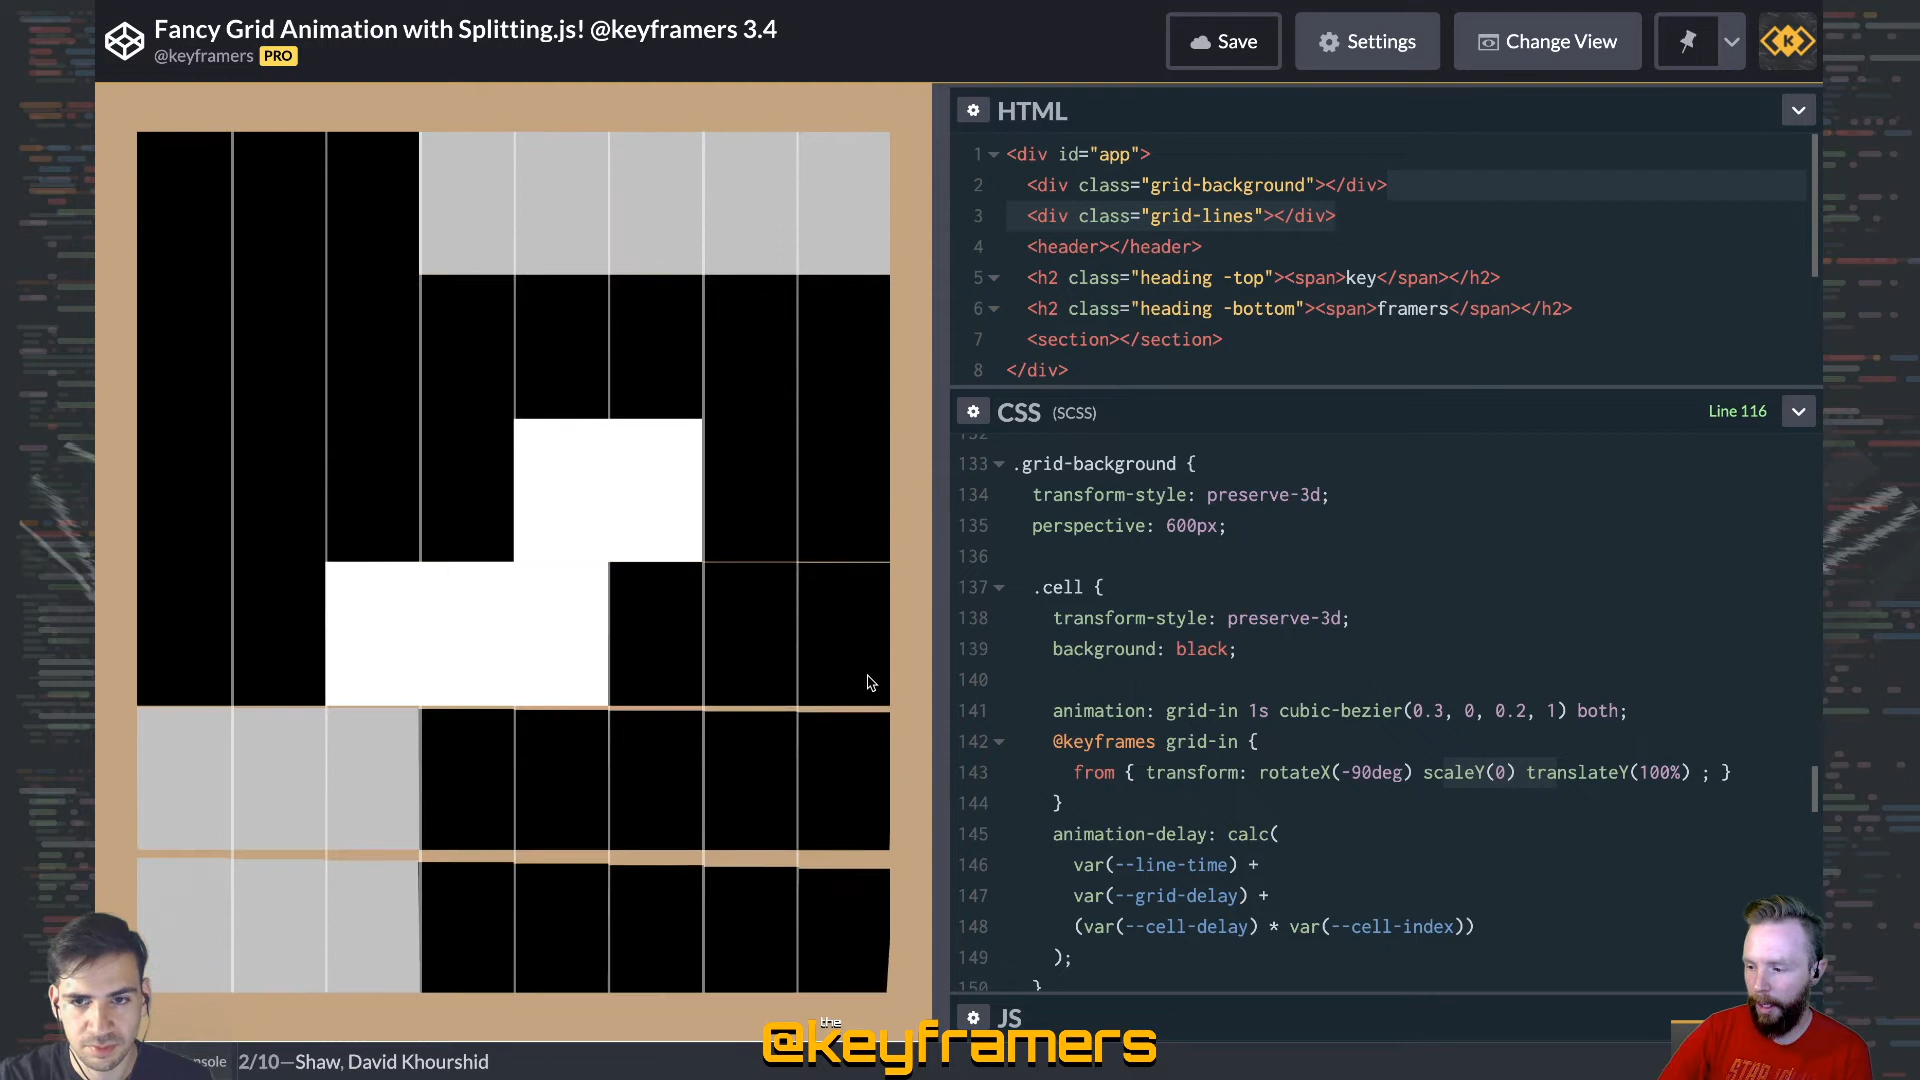 Fancy Grid Animation with Splitting.js! @keyframers 3.4
@keyframers PRO
Save
Settings
Change View
K
HTML
1 <div id="app">
2 <div class="grid-background"></div>
3 <div class="grid-lines"></div>
4 <header></header>
5 <h2 class="heading -top"><span>key</span></h2>
6 <h2 class="heading -bottom"><span>framers</span></h2>
7 <section></section>
8 </div>
CSS (SCSS)
Line 116
132
133 .grid-background {
134 transform-style: preserve-3d;
135 perspective: 600px;
136
137 .cell {
138 transform-style: preserve-3d;
139 background: black;
140
141 animation: grid-in 1s cubic-bezier(0.3, 0, 0.2, 1) both;
142 @keyframes grid-in {
143 from { transform: rotateX(-90deg) scaleY(0) translateY(100%) ; }
144 }
145 animation-delay: calc(
146 var(--line-time) +
147 var(--grid-delay) +
148 (var(--cell-delay) * var(--cell-index))
149 );
150 }
JS
the
@keyframers
nsole 2/10—Shaw, David Khourshid
STAR